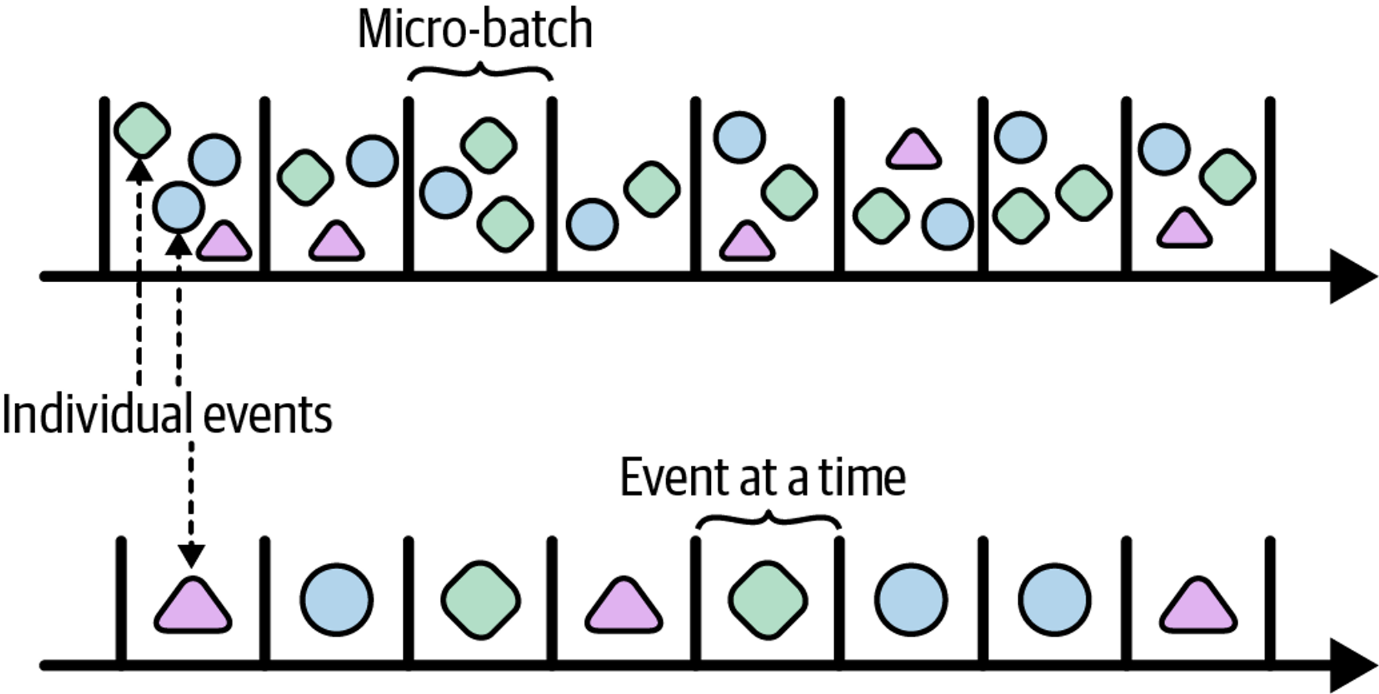 Micro-batch
Individual events
Event at a time